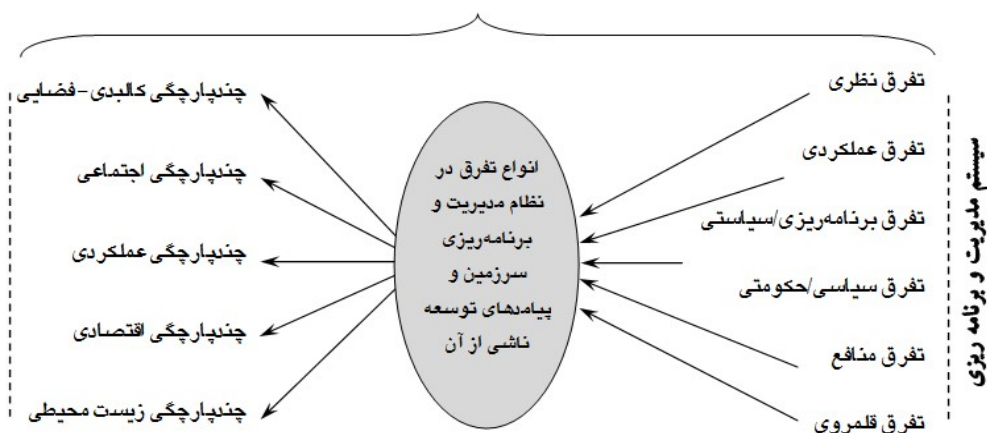 تفرق نظری
تفرق عملکردی
تفرق برنامه‌ریزی/سیاستی
تفرق سیاسی/حکومتی
تفرق منافع
تفرق قلمروی
سیستم مدیریت و برنامه ریزی
انواع تفرق در
نظام مدیریت و
برنامه‌ریزی
سرزمین و
پیامدهای توسعه
ناشی از آن
چندپارچگی کالبدی-فضایی
چندپارچگی اجتماعی
چندپارچگی عملکردی
چندپارچگی اقتصادی
چندپارچگی زیست محیطی